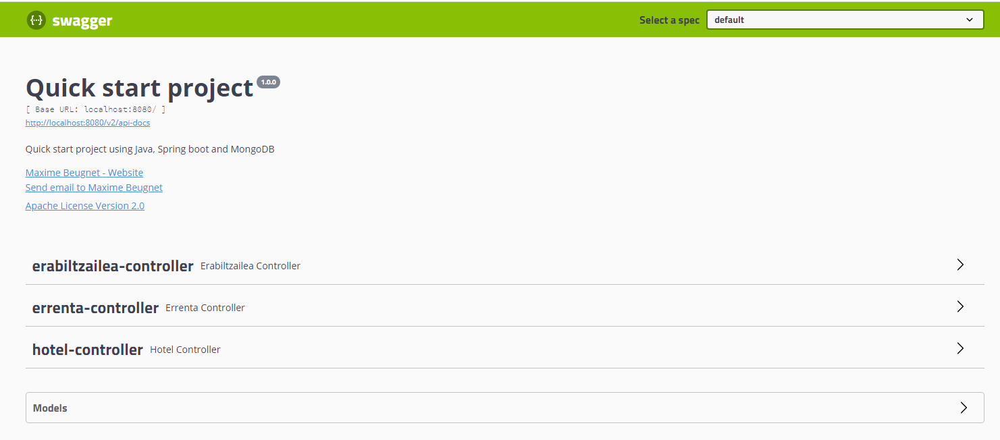 swagger
Select a spec default
Quick start project 1.0.0
[ Base URL: localhost:8080/ ]
http://localhost:8080/v2/api-docs
Quick start project using Java, Spring boot and MongoDB
Maxime Beugnet - Website
Send email to Maxime Beugnet
Apache License Version 2.0
erabiltzailea-controller Erabiltzailea Controller
errenta-controller Errenta Controller
hotel-controller Hotel Controller
Models